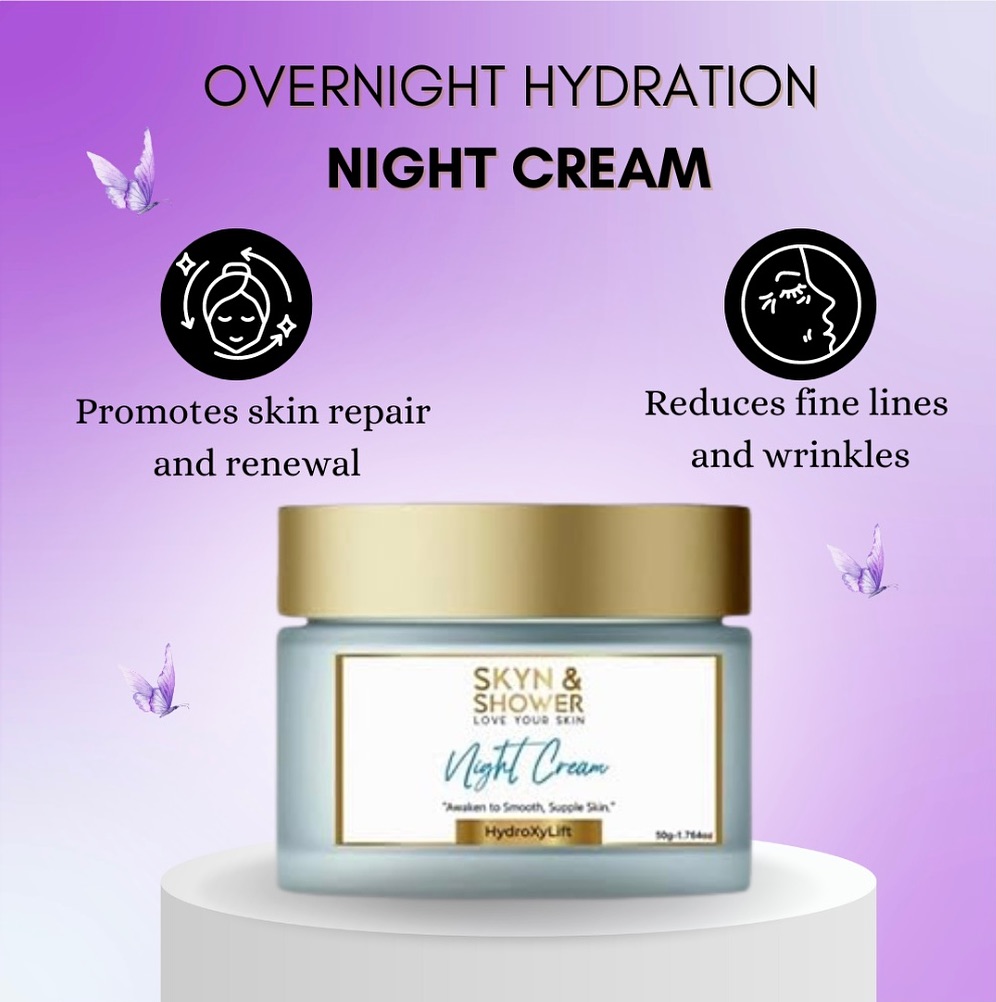 OVERNIGHT HYDRATION
NIGHT CREAM
Promotes skin repair
and renewal
Reduces fine lines
and wrinkles
SKYN &
SHOWER
LOVE YOUR SKIN
Night Cream
"Awaken to Smooth, Supple Skin."
HydroXyLift
50g-1.764oz